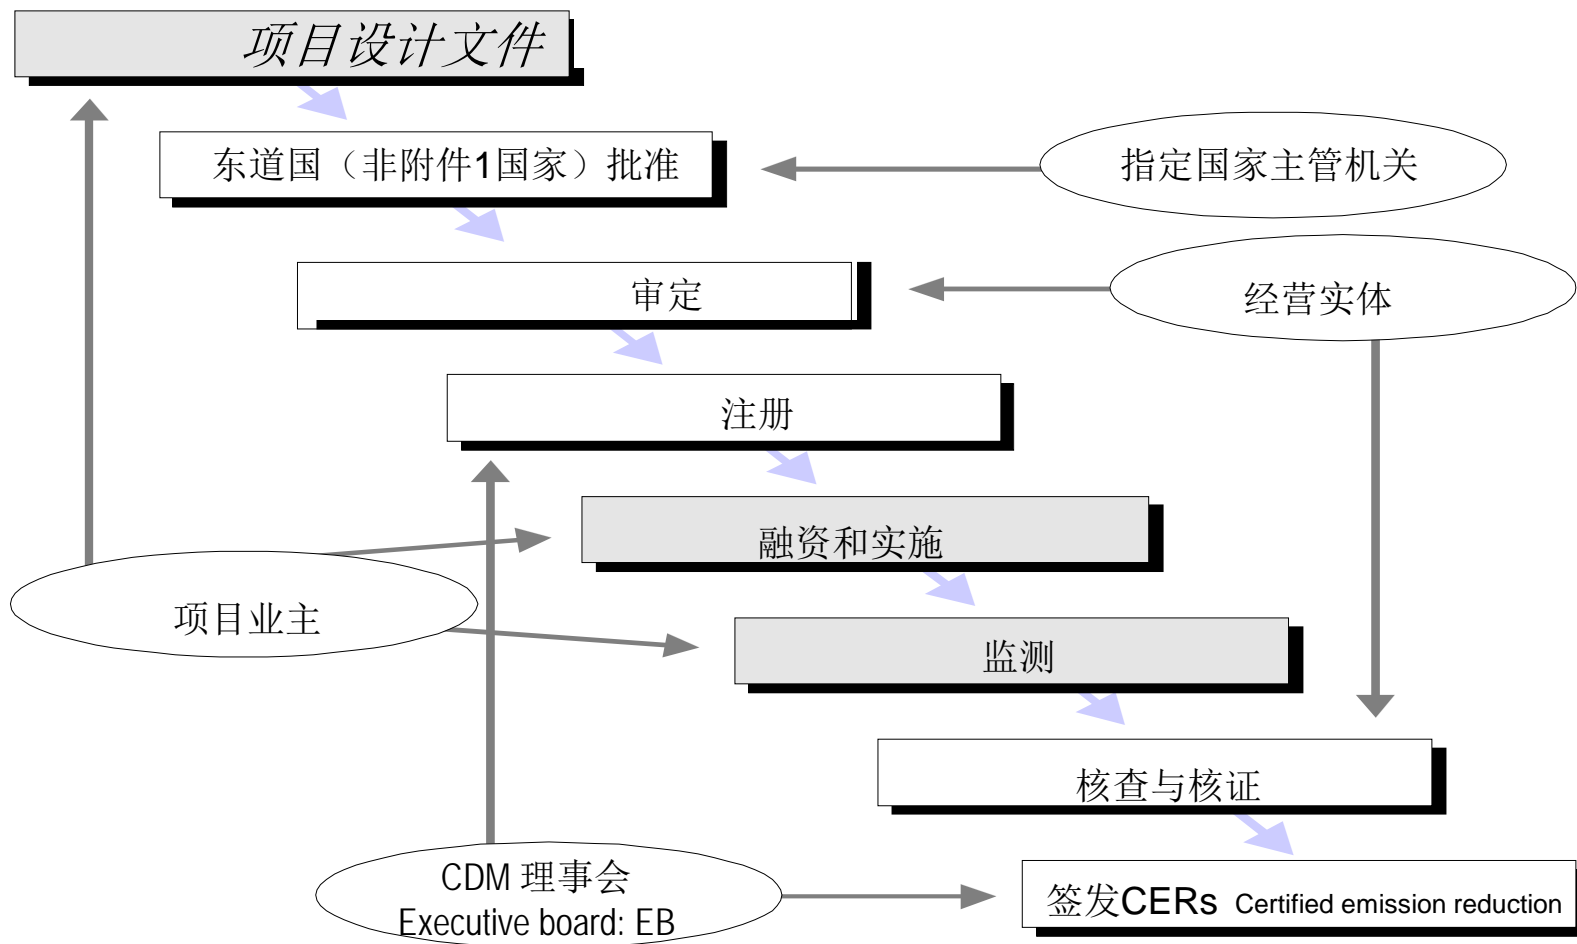 项目设计文件
东道国（非附件1国家）批准
指定国家主管机关
审定
经营实体
注册
融资和实施
项目业主
监测
核查与核证
CDM 理事会
Executive board: EB
签发CERs Certified emission reduction